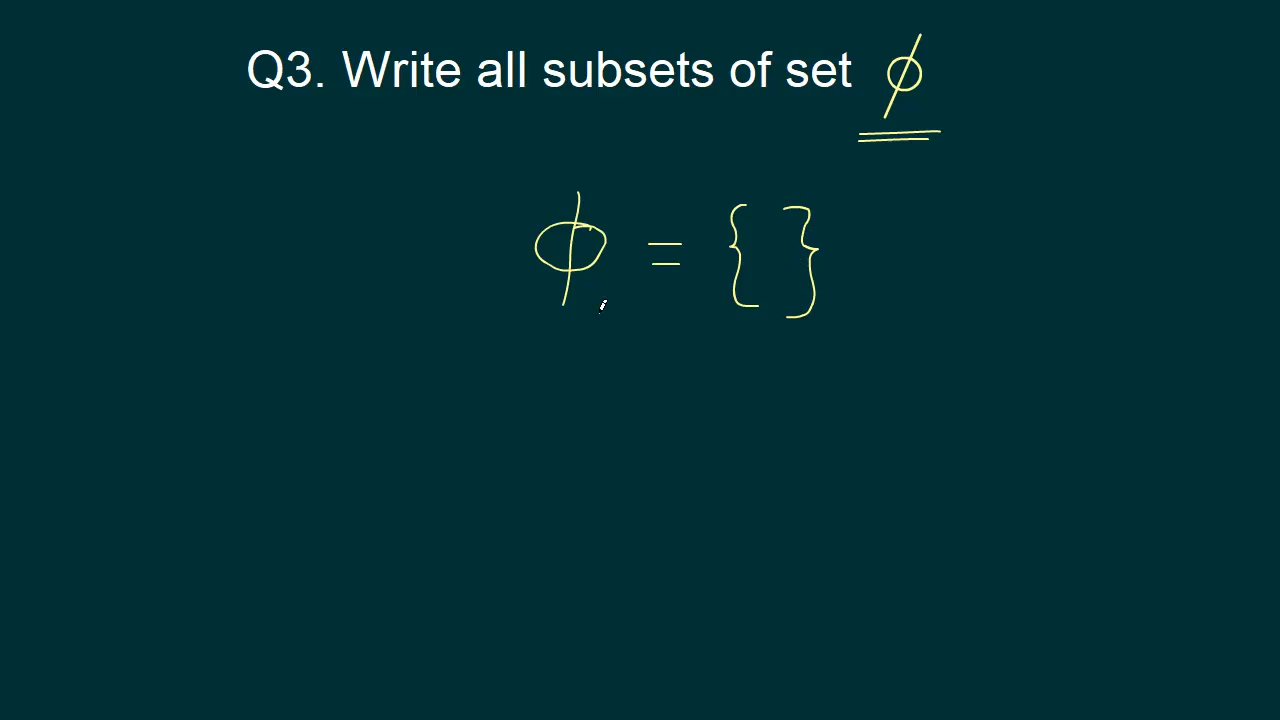 Q3. Write all subsets of set ϕ
ϕ = { }